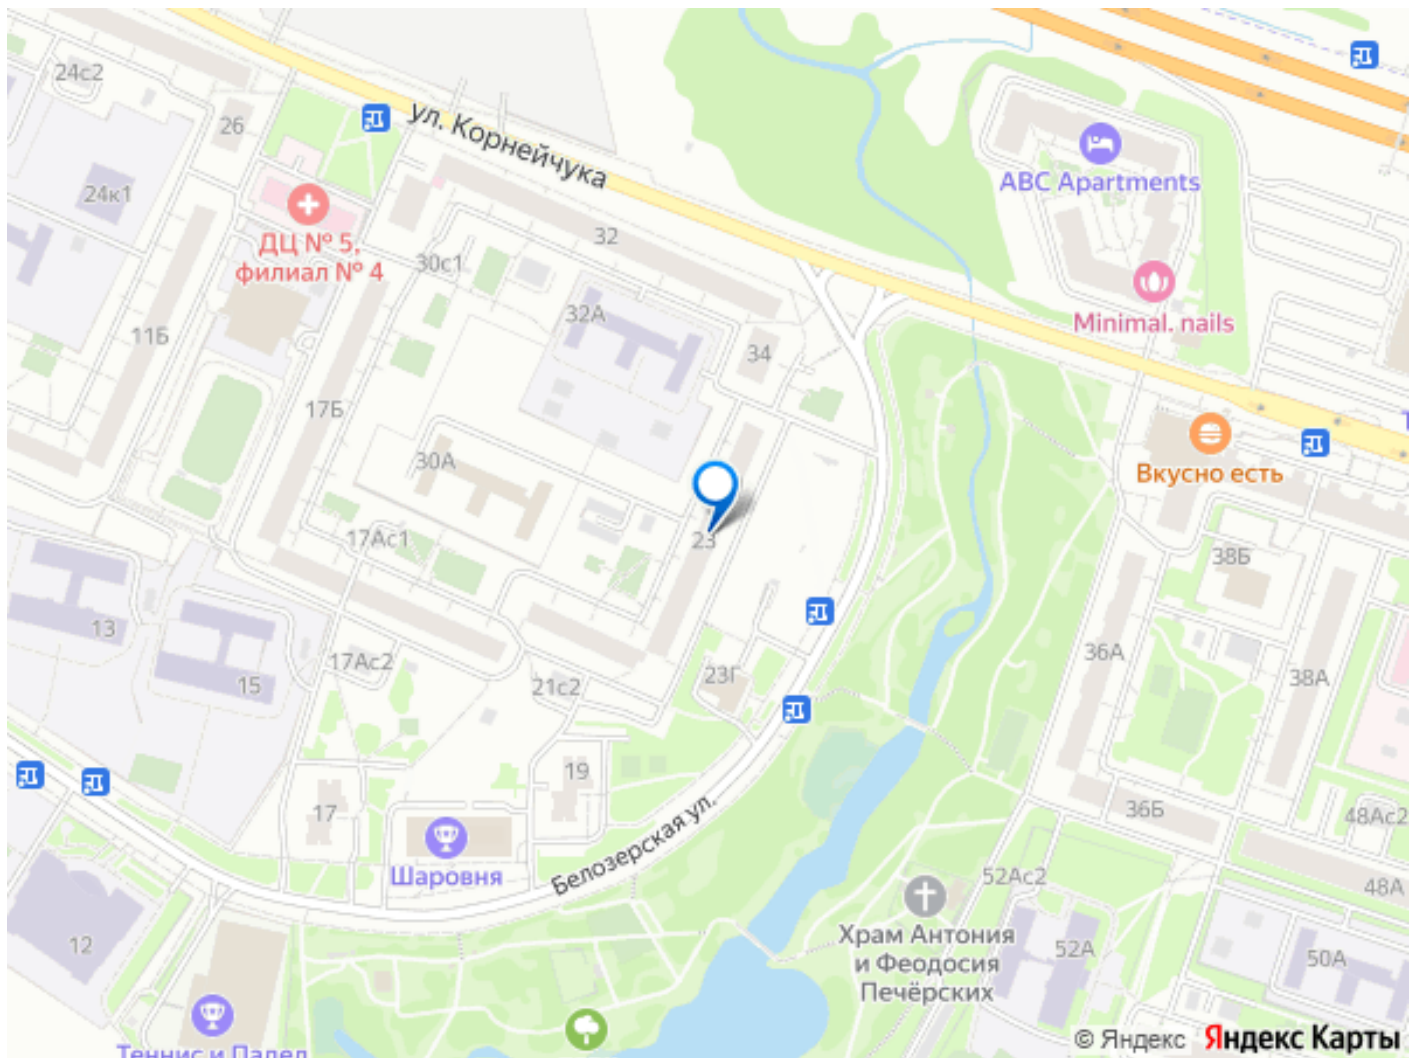 24с2
26
ул. Корнейчука
24к1
ABC Apartments
ДЦ № 5,
филиал № 4
32
30с1
Minimal. nails
32А
11Б
34
17Б
30А
Вкусно есть
17Ас1
23
38Б
13
36А
17Ас2
23Г
15
21с2
38А
19
17
36Б
48Ас2
Белозерская ул.
Шаровня
52Ас2
48А
12
Храм Антония
и Феодосия
Печёрских
52А
50А
Теннис и Падел
© Яндекс Яндекс Карты